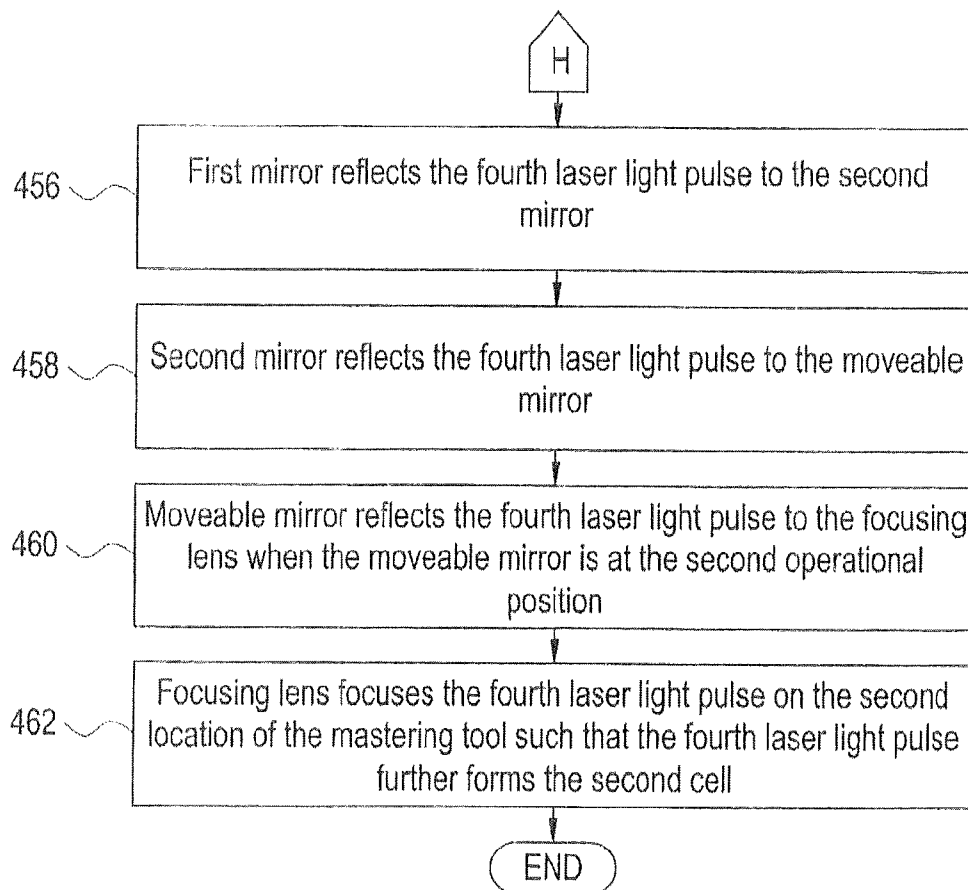 H
456
First mirror reflects the fourth laser light pulse to the second
mirror
458
Second mirror reflects the fourth laser light pulse to the moveable
mirror
460
Moveable mirror reflects the fourth laser light pulse to the focusing
lens when the moveable mirror is at the second operational
position
462
Focusing lens focuses the fourth laser light pulse on the second
location of the mastering tool such that the fourth laser light pulse
further forms the second cell
END